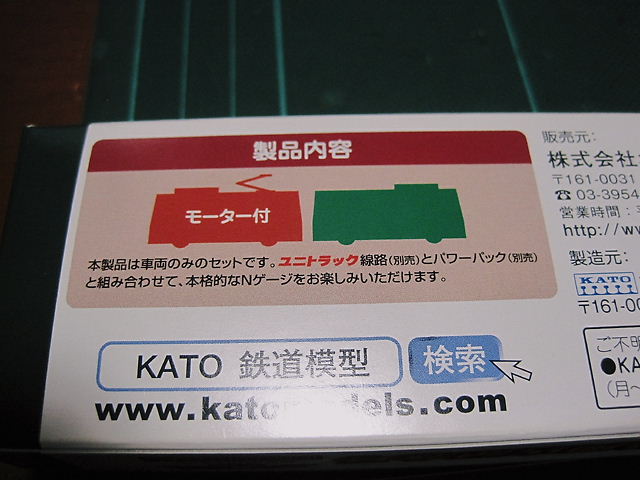 製品内容
モーター付
本製品は車両のみのセットです。ユニトラック線路(別売)とパワーパック(別売)
と組み合わせて、本格的なNゲージをお楽しみいただけます。
KATO 鉄道模型 検索
www.katomodels.com
販売元:
株式会社
〒161-0031
☎ 03-3954
営業時間:
http://w
製造元:
KATO
〒161-00
ご不明
●KA
(月~